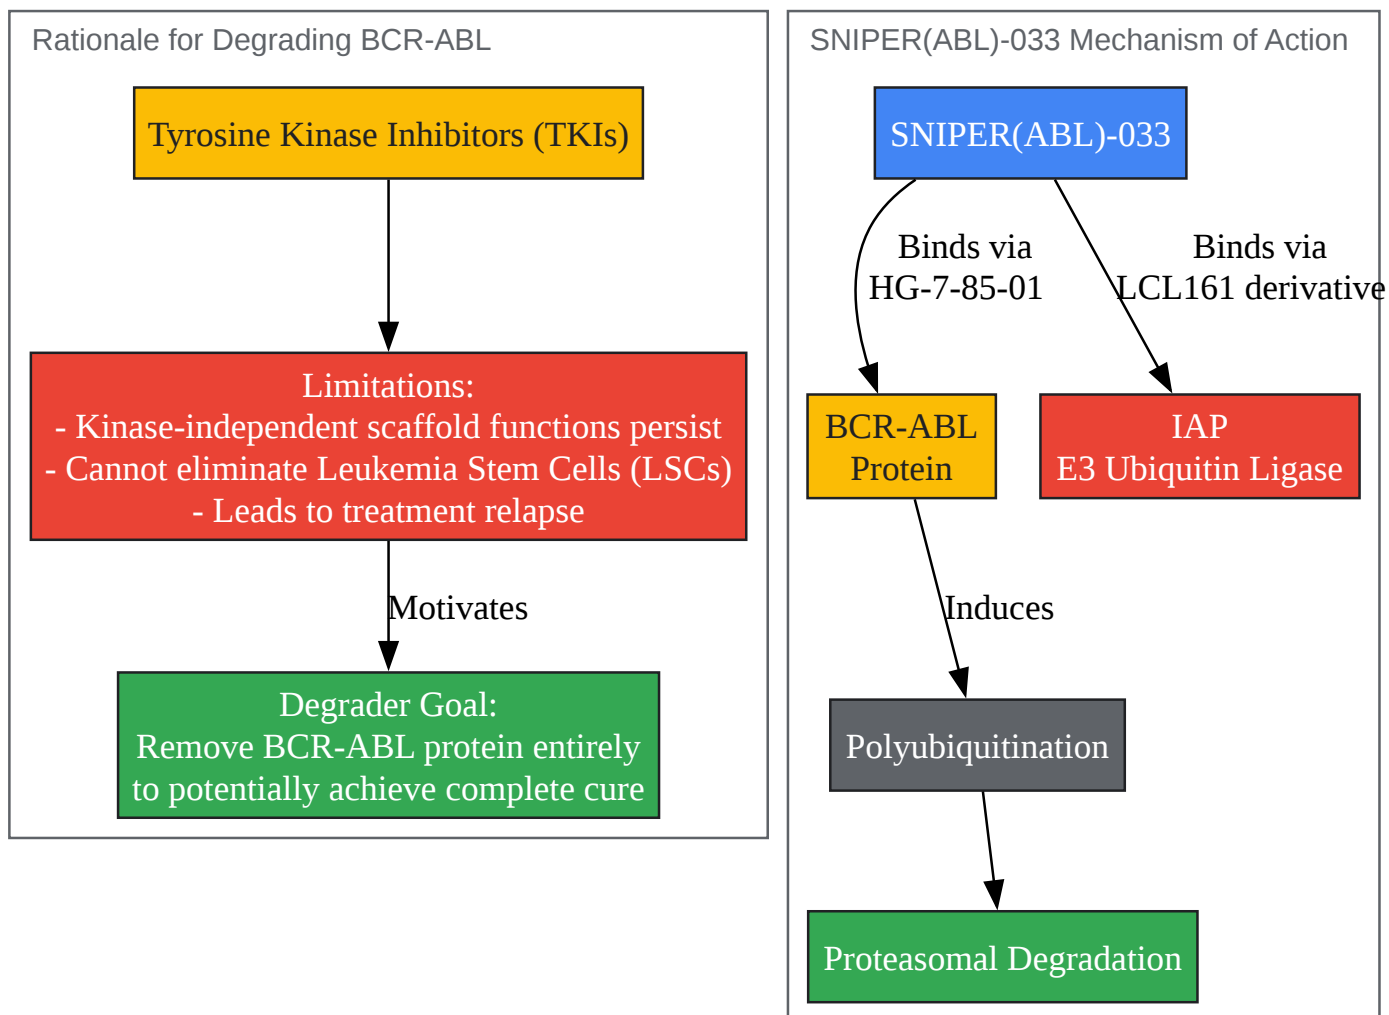 Rationale for Degrading BCR-ABL
Tyrosine Kinase Inhibitors (TKIs)
Limitations:
- Kinase-independent scaffold functions persist
- Cannot eliminate Leukemia Stem Cells (LSCs)
- Leads to treatment relapse
Motivates
Degrader Goal:
Remove BCR-ABL protein entirely
to potentially achieve complete cure
SNIPER(ABL)-033 Mechanism of Action
SNIPER(ABL)-033
Binds via
HG-7-85-01
Binds via
LCL161 derivative
BCR-ABL
Protein
IAP
E3 Ubiquitin Ligase
Induces
Polyubiquitination
Proteasomal Degradation